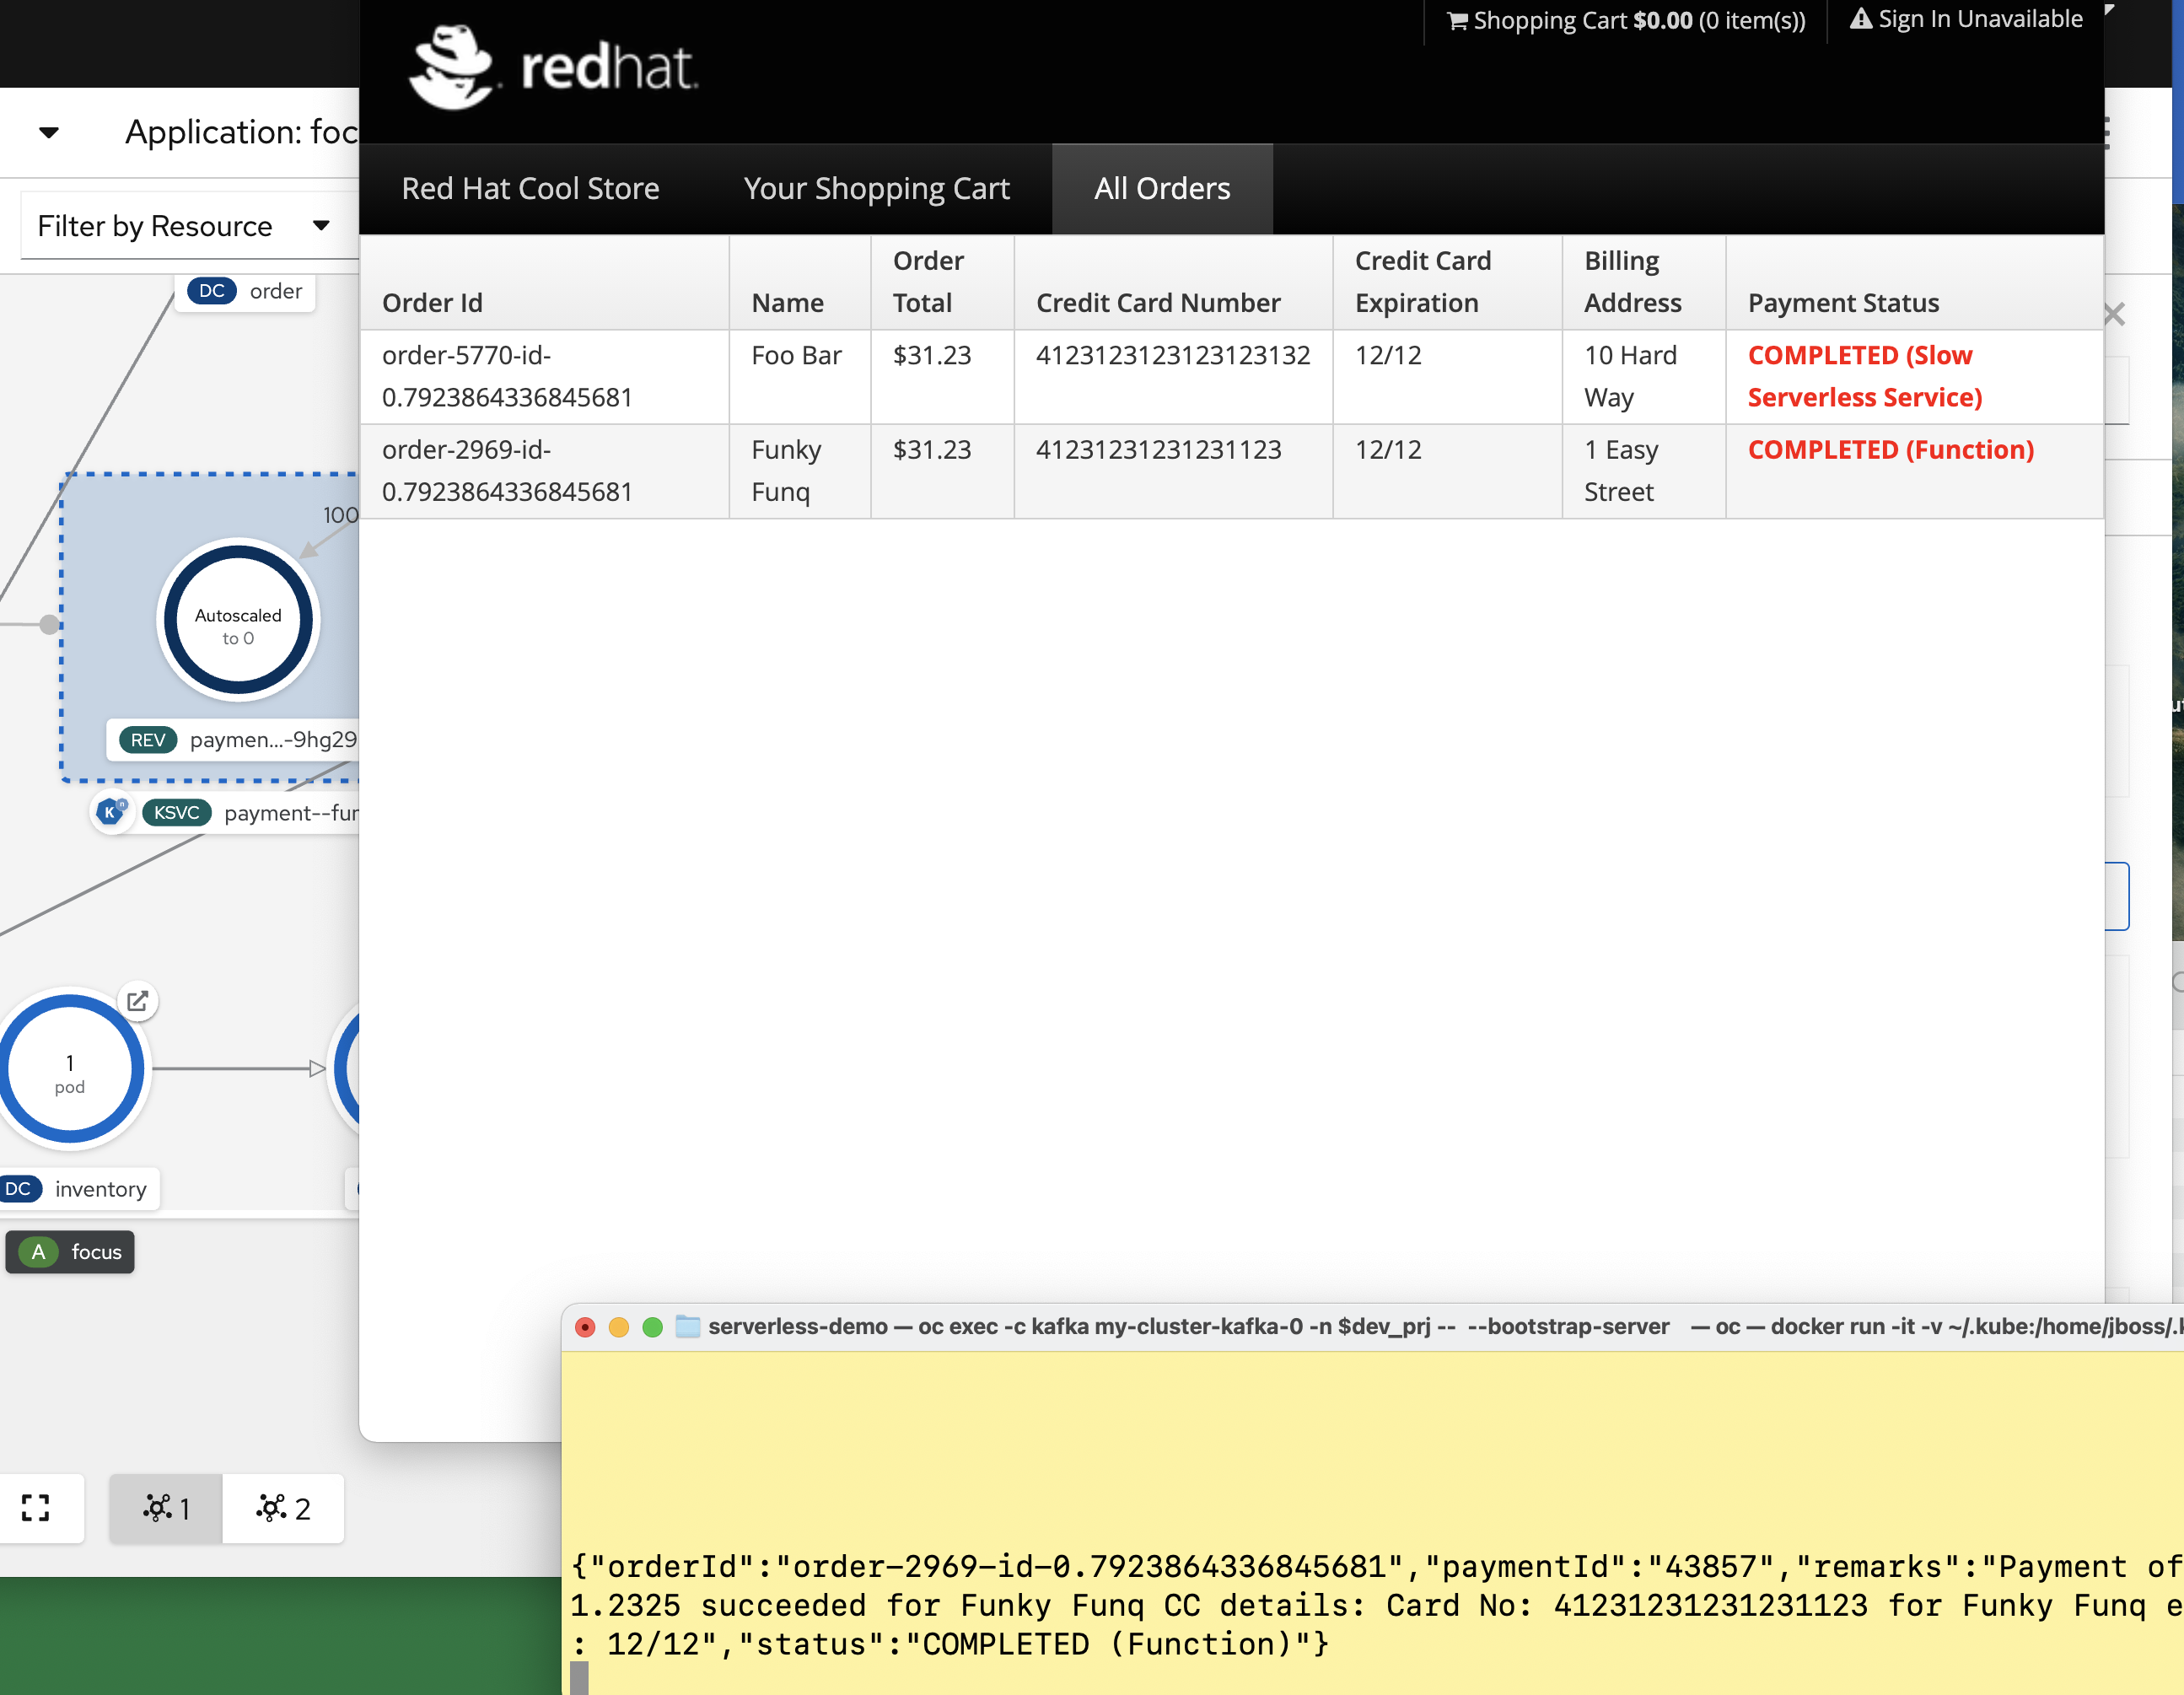 Shopping Cart $0.00 (0 item(s))
Sign In Unavailable
redhat.
Application: foc
Red Hat Cool Store
Your Shopping Cart
All Orders
Filter by Resource
Order Id
Name
Order
Total
Credit Card Number
Credit Card
Expiration
Billing
Address
Payment Status
order-5770-id-
0.7923864336845681
Foo Bar
$31.23
4123123123123123132
12/12
10 Hard
Way
COMPLETED (Slow
Serverless Service)
order-2969-id-
0.7923864336845681
Funky
Funq
$31.23
41231231231231123
12/12
1 Easy
Street
COMPLETED (Function)
DC order
100
Autoscaled
to 0
REV paymen...-9hg29
KSVC payment--fun
1
pod
DC inventory
A focus
1
2
serverless-demo — oc exec -c kafka my-cluster-kafka-0 -n $dev_prj -- --bootstrap-server — oc — docker run -it -v ~/.kube:/home/jboss/.k
{"orderId":"order-2969-id-0.7923864336845681","paymentId":"43857","remarks":"Payment of
1.2325 succeeded for Funky Funq CC details: Card No: 41231231231231123 for Funky Funq e
: 12/12","status":"COMPLETED (Function)"}